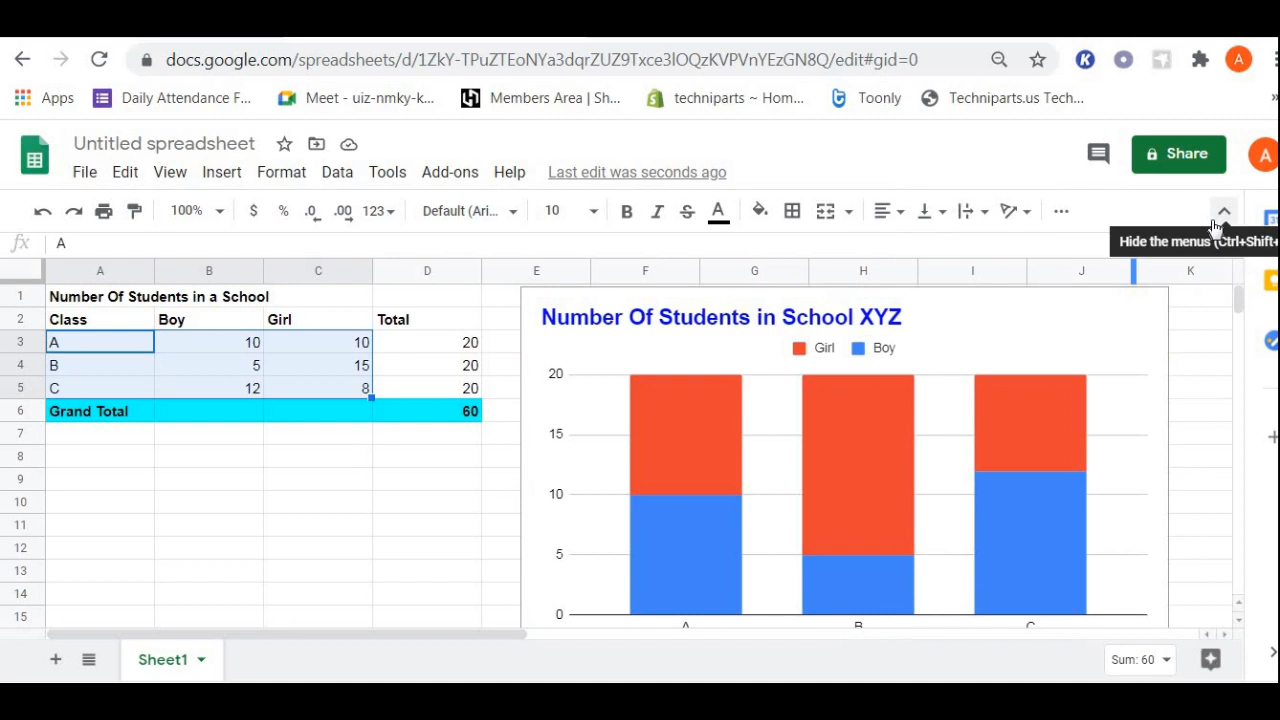 docs.google.com/spreadsheets/d/1ZkY-TPuZTEoNYa3dqrZUZ9Txce3lOQzKVPVnYEzGN8Q/edit#gid=0 K A
Apps Daily Attendance F... Meet - uiz-nmky-k... Members Area | Sh... techniparts ~ Hom... Toonly Techniparts.us Tech...
Untitled spreadsheet Share A
File Edit View Insert Format Data Tools Add-ons Help Last edit was seconds ago
100% $ % .0 .00 123 Default (Ari... 10 B I S A
fx A Hide the menus (Ctrl+Shift+
A B C D E F G H I J K
1 Number Of Students in a School
2 Class Boy Girl Total
3 A 10 10 20
4 B 5 15 20
5 C 12 8 20
6 Grand Total 60
7
8
9
10
11
12
13
14
15
Number Of Students in School XYZ
Girl Boy
20
15
10
5
0
A B C
Sheet1 Sum: 60